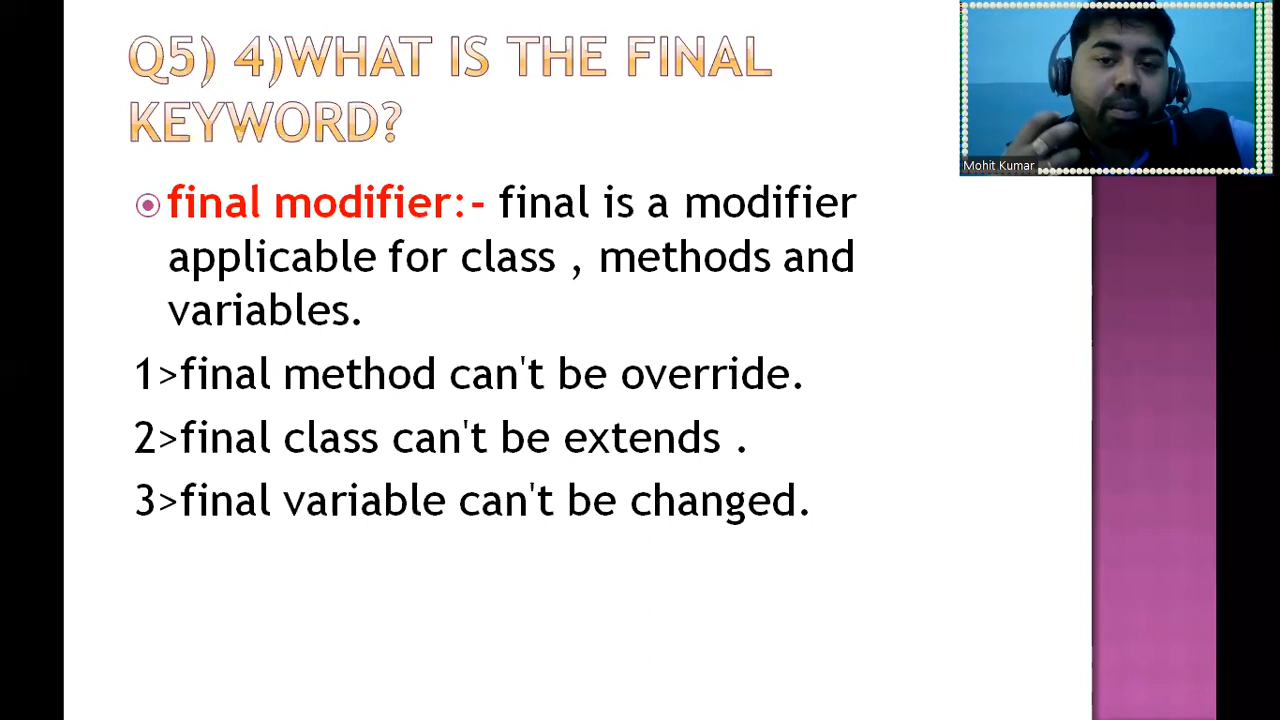 Q5) 4)WHAT IS THE FINAL
KEYWORD?
final modifier:- final is a modifier
applicable for class , methods and
variables.
1>final method can't be override.
2>final class can't be extends .
3>final variable can't be changed.
Mohit Kumar